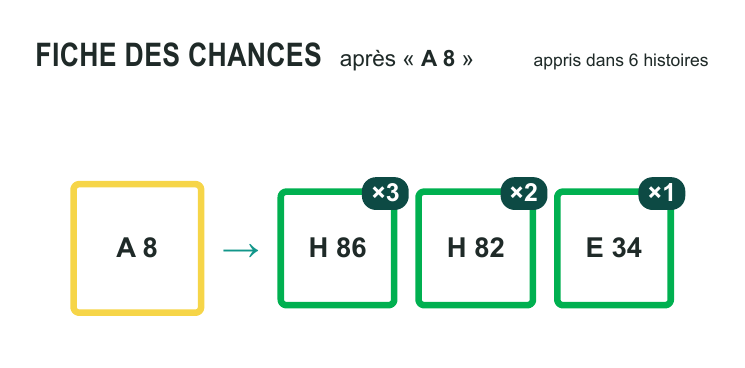 FICHE DES CHANCES après « A 8 » appris dans 6 histoires
×3 ×2 ×1
A 8 → H 86 H 82 E 34